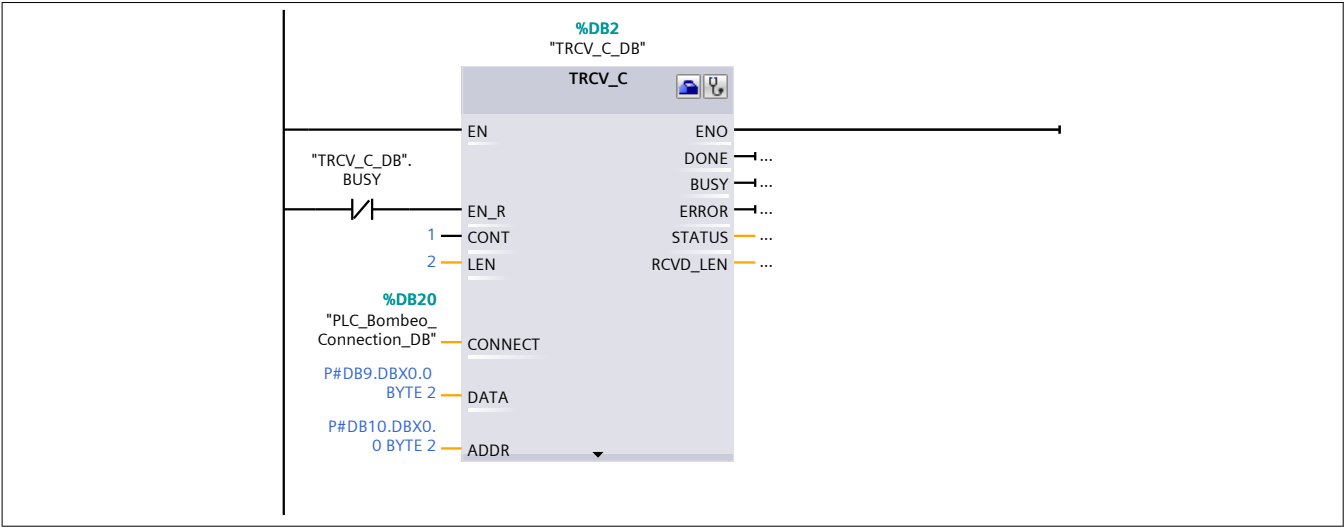 %DB2
"TRCV_C_DB"
TRCV_C
EN
ENO
"TRCV_C_DB".
BUSY
DONE
...
BUSY
...
EN_R
ERROR
...
1
CONT
STATUS
...
2
LEN
RCVD_LEN
...
%DB20
"PLC_Bombeo_
Connection_DB"
CONNECT
P#DB9.DBX0.0
BYTE 2
DATA
P#DB10.DBX0.
0 BYTE 2
ADDR